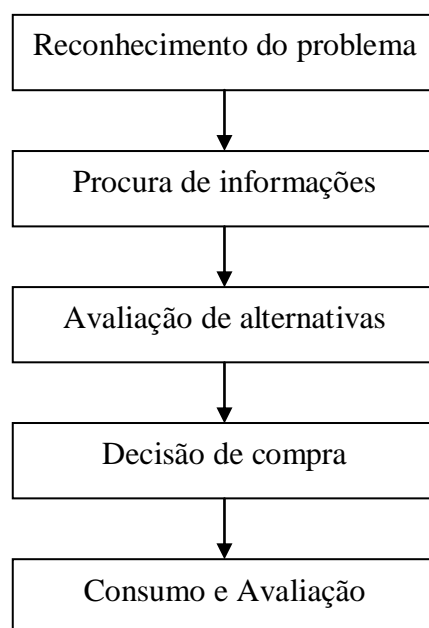 Reconhecimento do problema
Procura de informações
Avaliação de alternativas
Decisão de compra
Consumo e Avaliação